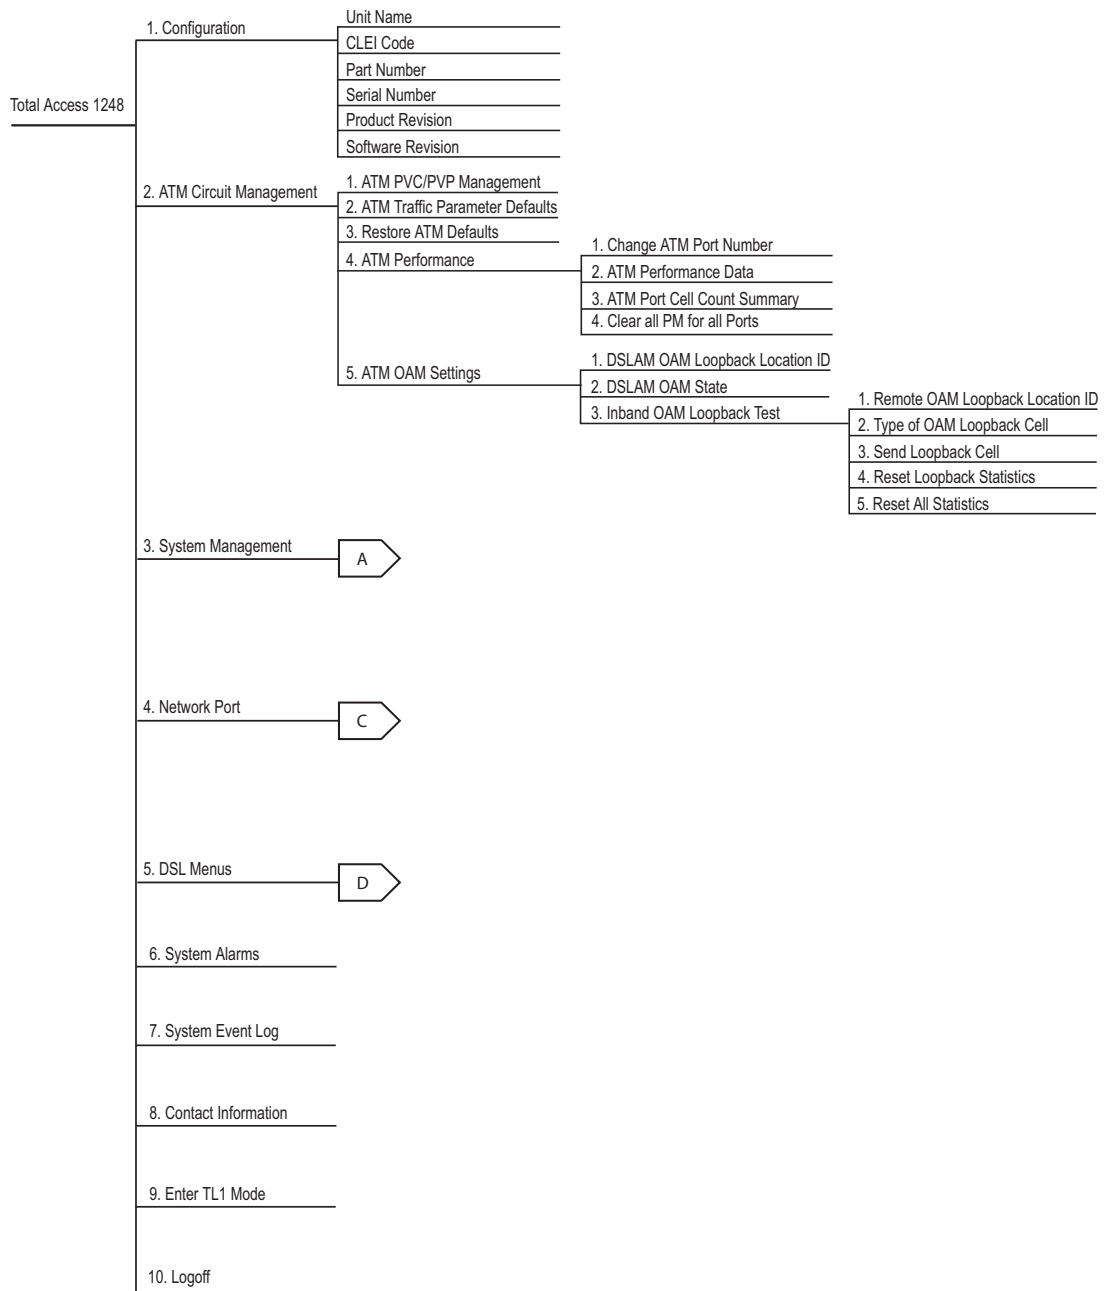 Total Access 1248
1. Configuration
Unit Name
CLEI Code
Part Number
Serial Number
Product Revision
Software Revision
2. ATM Circuit Management
1. ATM PVC/PVP Management
2. ATM Traffic Parameter Defaults
3. Restore ATM Defaults
4. ATM Performance
1. Change ATM Port Number
2. ATM Performance Data
3. ATM Port Cell Count Summary
4. Clear all PM for all Ports
5. ATM OAM Settings
1. DSLAM OAM Loopback Location ID
2. DSLAM OAM State
3. Inband OAM Loopback Test
1. Remote OAM Loopback Location ID
2. Type of OAM Loopback Cell
3. Send Loopback Cell
4. Reset Loopback Statistics
5. Reset All Statistics
3. System Management
A
4. Network Port
C
5. DSL Menus
D
6. System Alarms
7. System Event Log
8. Contact Information
9. Enter TL1 Mode
10. Logoff